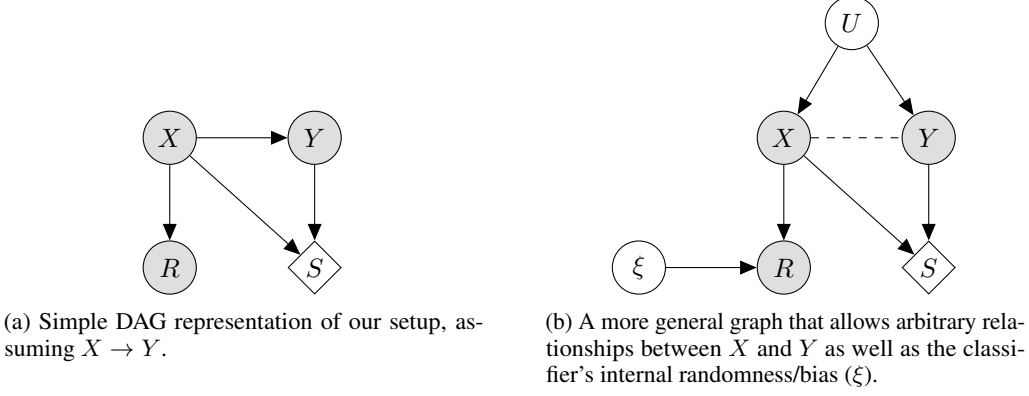 U
X
Y
X
Y
R
S
ξ
R
S
(a) Simple DAG representation of our setup, as-
suming X → Y.
(b) A more general graph that allows arbitrary rela-
tionships between X and Y as well as the classi-
fier's internal randomness/bias (ξ).